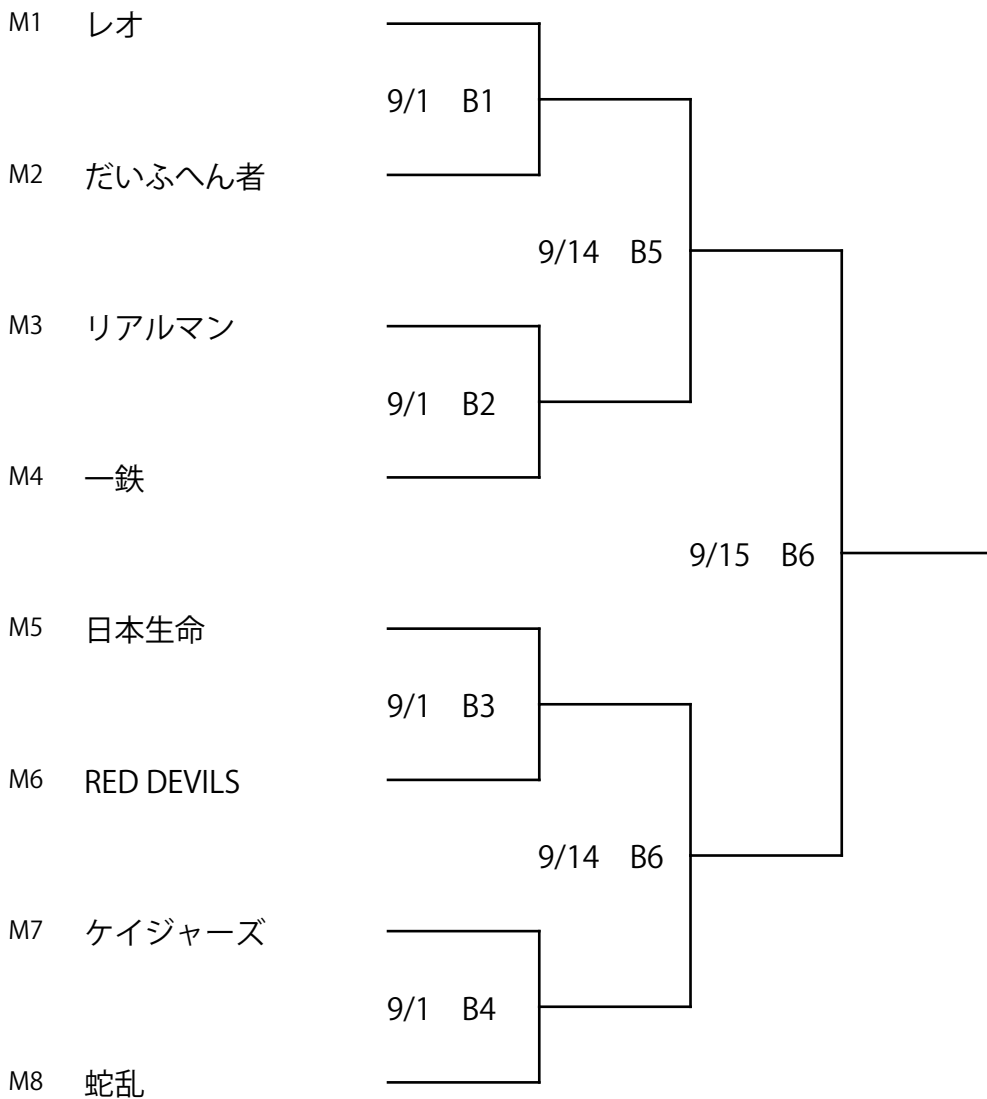 M1 レオ
9/1 B1
M2 だいふへん者
9/14 B5
M3 リアルマン
9/1 B2
M4 一鉄
9/15 B6
M5 日本生命
9/1 B3
M6 RED DEVILS
9/14 B6
M7 ケイジャーズ
9/1 B4
M8 蛇乱